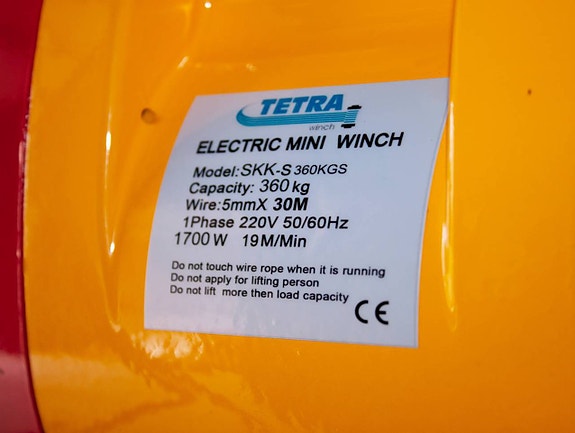 TETRA
winch
ELECTRIC MINI WINCH
Model:SKK-S360KGS
Capacity: 360 kg
Wire:5mmX 30M
1Phase 220V 50/60Hz
1700W 19M/Min
Do not touch wire rope when it is running
Do not apply for lifting person
Do not lift more then load capacity
CE